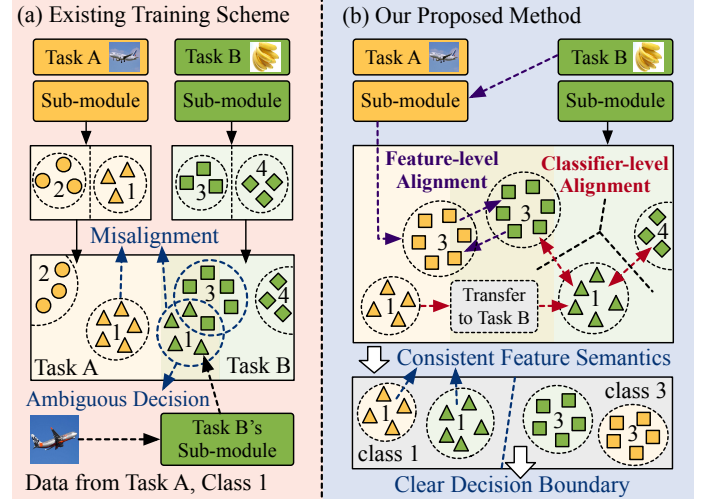 (a) Existing Training Scheme
Task A
Task B
Sub-module
Sub-module
2
1
3
4
Misalignment
2
3
4
1
1
Task A
Task B
Ambiguous Decision
Task B's
Sub-module
Data from Task A, Class 1
(b) Our Proposed Method
Task A
Task B
Sub-module
Sub-module
Feature-level
Alignment
Classifier-level
Alignment
3
3
4
1
Transfer
to Task B
1
Consistent Feature Semantics
1
class 1
1
3
class 3
3
Clear Decision Boundary